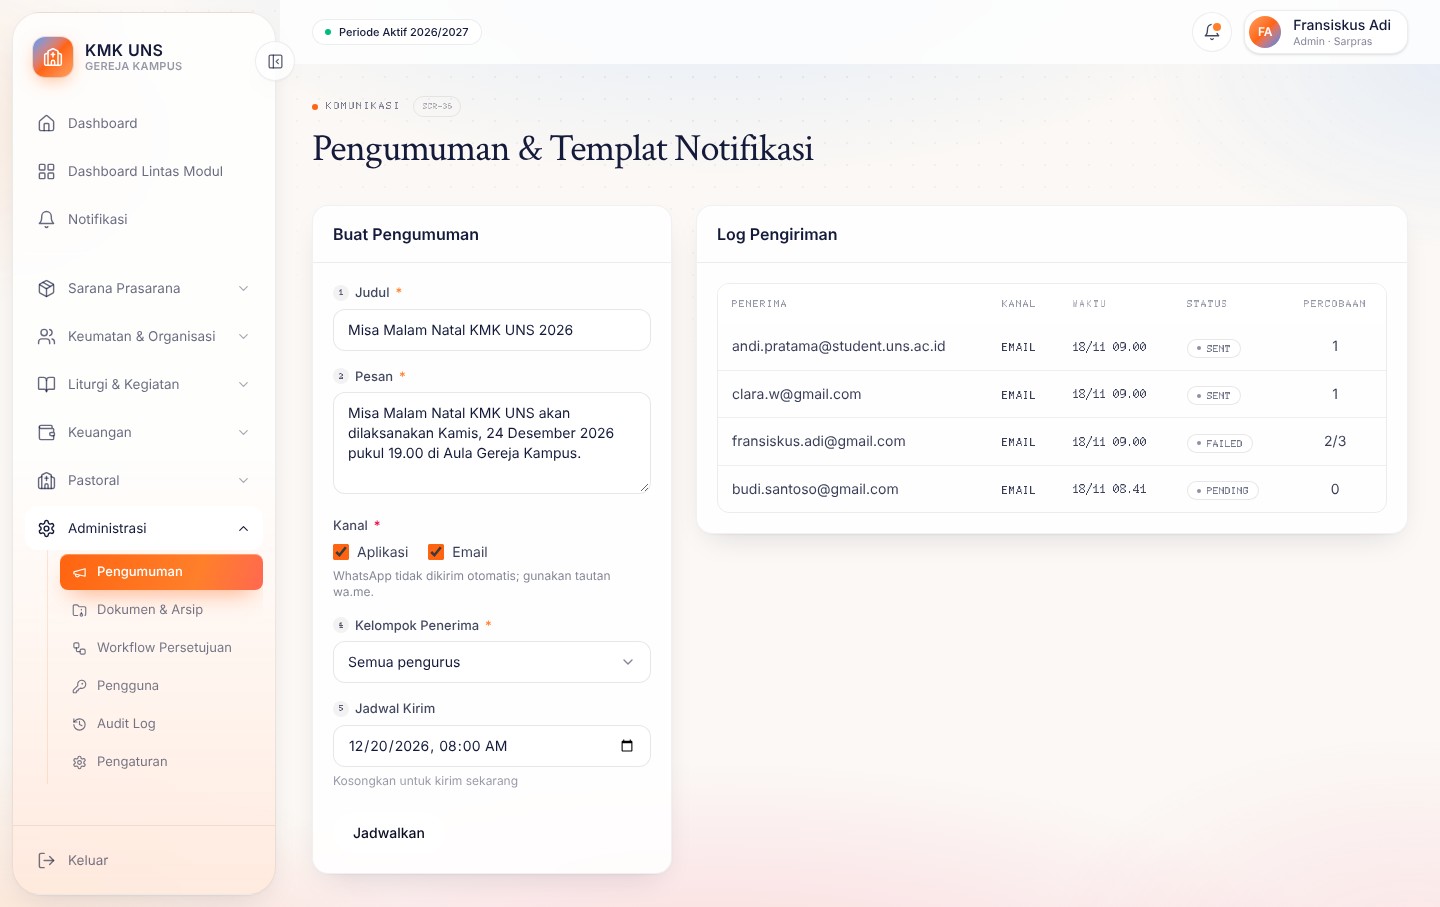 KMK UNS
GEREJA KAMPUS
Dashboard
Dashboard Lintas Modul
Notifikasi
Sarana Prasarana
Keumatan & Organisasi
Liturgi & Kegiatan
Keuangan
Pastoral
Administrasi
Pengumuman
Dokumen & Arsip
Workflow Persetujuan
Pengguna
Audit Log
Pengaturan
Keluar
Periode Aktif 2026/2027
FA
Fransiskus Adi
Admin · Sarpras
KOMUNIKASI
SCR-36
Pengumuman & Templat Notifikasi
Buat Pengumuman
1 Judul *
Misa Malam Natal KMK UNS 2026
2 Pesan *
Misa Malam Natal KMK UNS akan
dilaksanakan Kamis, 24 Desember 2026
pukul 19.00 di Aula Gereja Kampus.
Kanal *
Aplikasi
Email
WhatsApp tidak dikirim otomatis; gunakan tautan
wa.me.
4 Kelompok Penerima *
Semua pengurus
5 Jadwal Kirim
12/20/2026, 08:00 AM
Kosongkan untuk kirim sekarang
Jadwalkan
Log Pengiriman
PENERIMA KANAL WAKTU STATUS PERCOBAAN
andi.pratama@student.uns.ac.id EMAIL 18/11 09.00 SENT 1
clara.w@gmail.com EMAIL 18/11 09.00 SENT 1
fransiskus.adi@gmail.com EMAIL 18/11 09.00 FAILED 2/3
budi.santoso@gmail.com EMAIL 18/11 08.41 PENDING 0